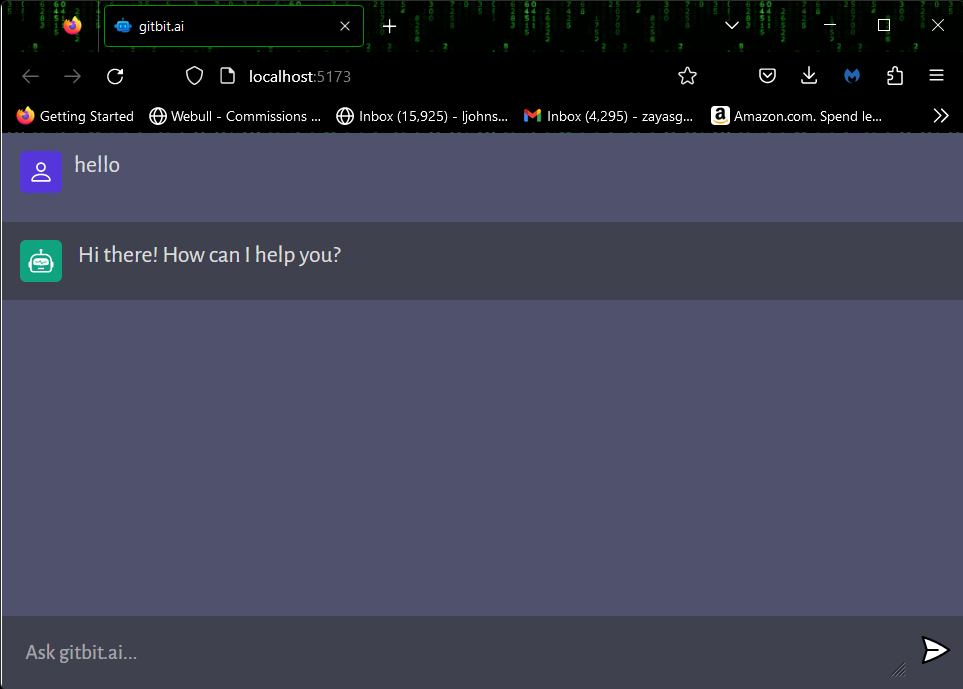 gitbit.ai
localhost:5173
Getting Started Webull - Commissions ... Inbox (15,925) - ljohns... Inbox (4,295) - zayasg... Amazon.com. Spend le...
hello
Hi there! How can I help you?
Ask gitbit.ai...